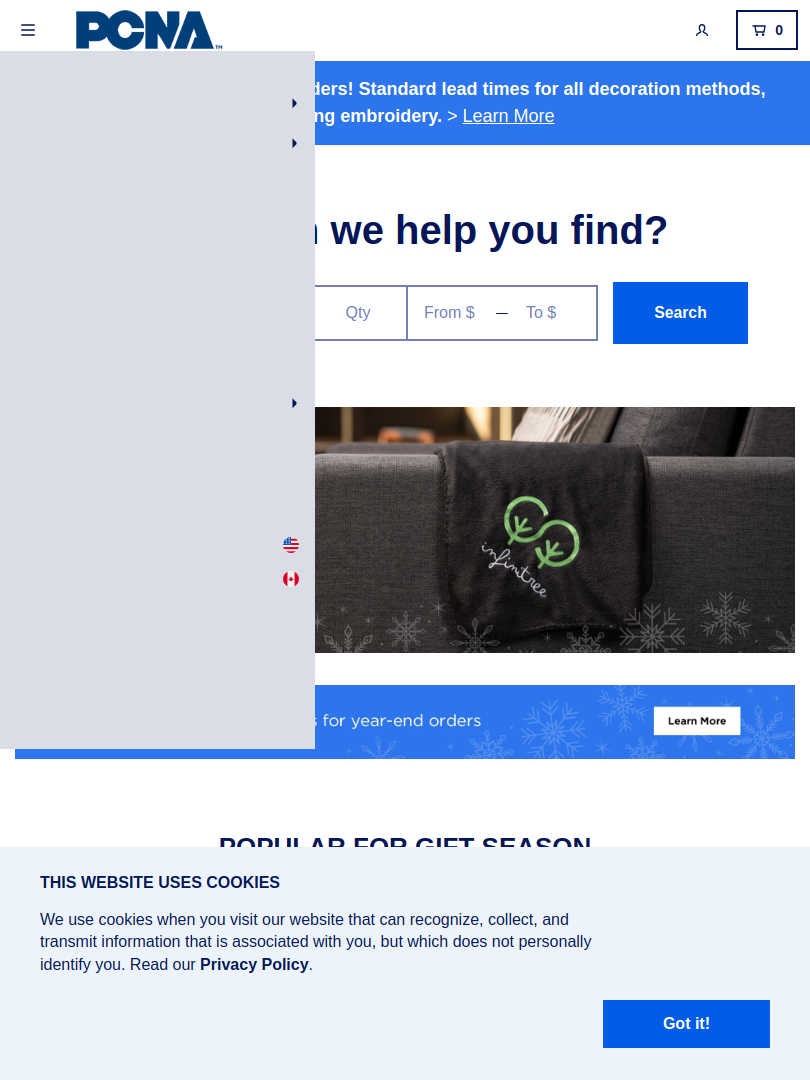 PCNA™
0
ders! Standard lead times for all decoration methods,
ng embroidery. > Learn More
we help you find?
Qty
From $ — To $
Search
infinitree
for year-end orders
Learn More
POPULAR FOR GIFT SEASON
THIS WEBSITE USES COOKIES
We use cookies when you visit our website that can recognize, collect, and
transmit information that is associated with you, but which does not personally
identify you. Read our Privacy Policy.
Got it!